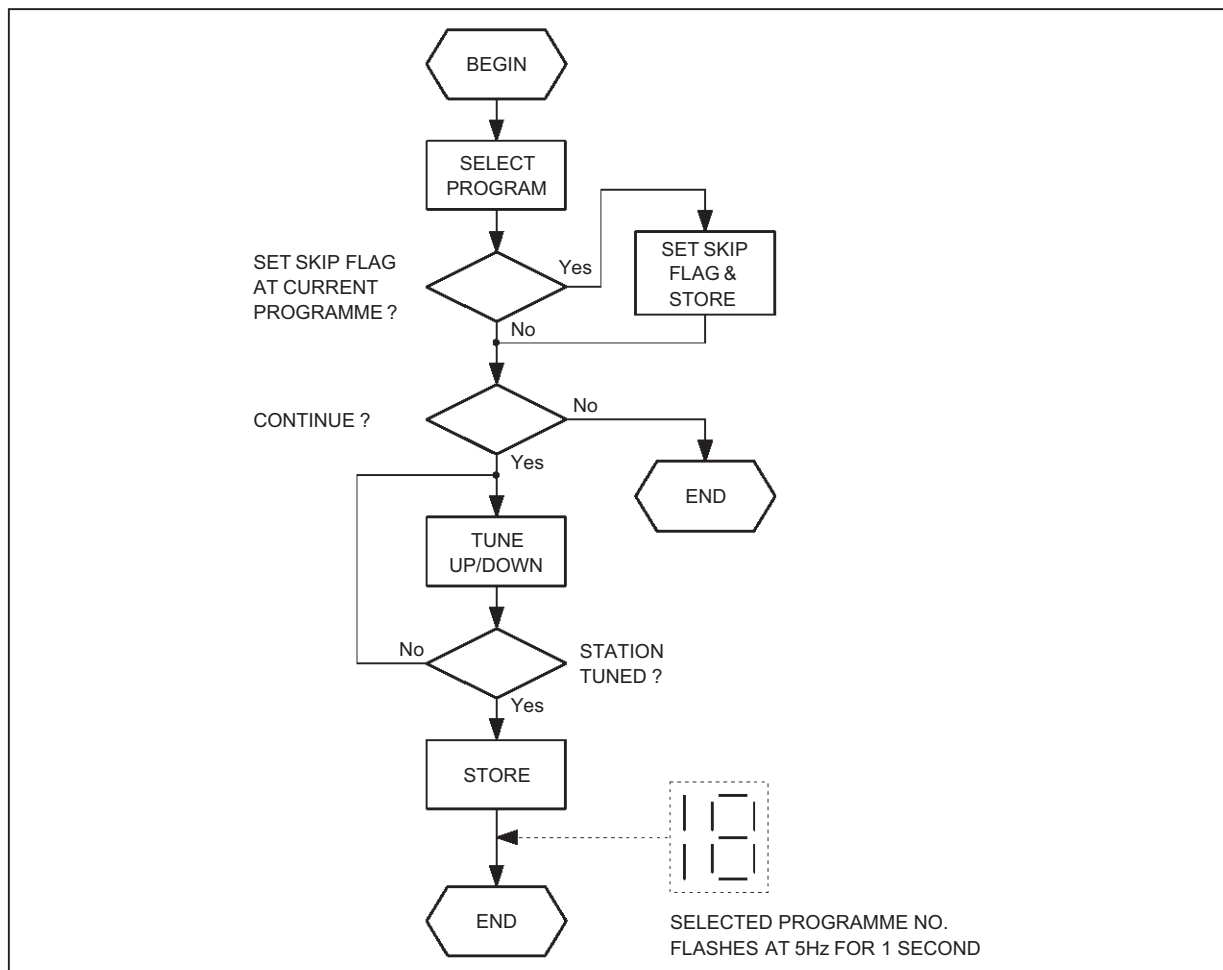 BEGIN
SELECT
PROGRAM
SET SKIP FLAG
AT CURRENT
PROGRAMME ?
Yes
No
SET SKIP
FLAG &
STORE
CONTINUE ?
No
Yes
END
TUNE
UP/DOWN
No
STATION
TUNED ?
Yes
STORE
18
END
SELECTED PROGRAMME NO.
FLASHES AT 5Hz FOR 1 SECOND